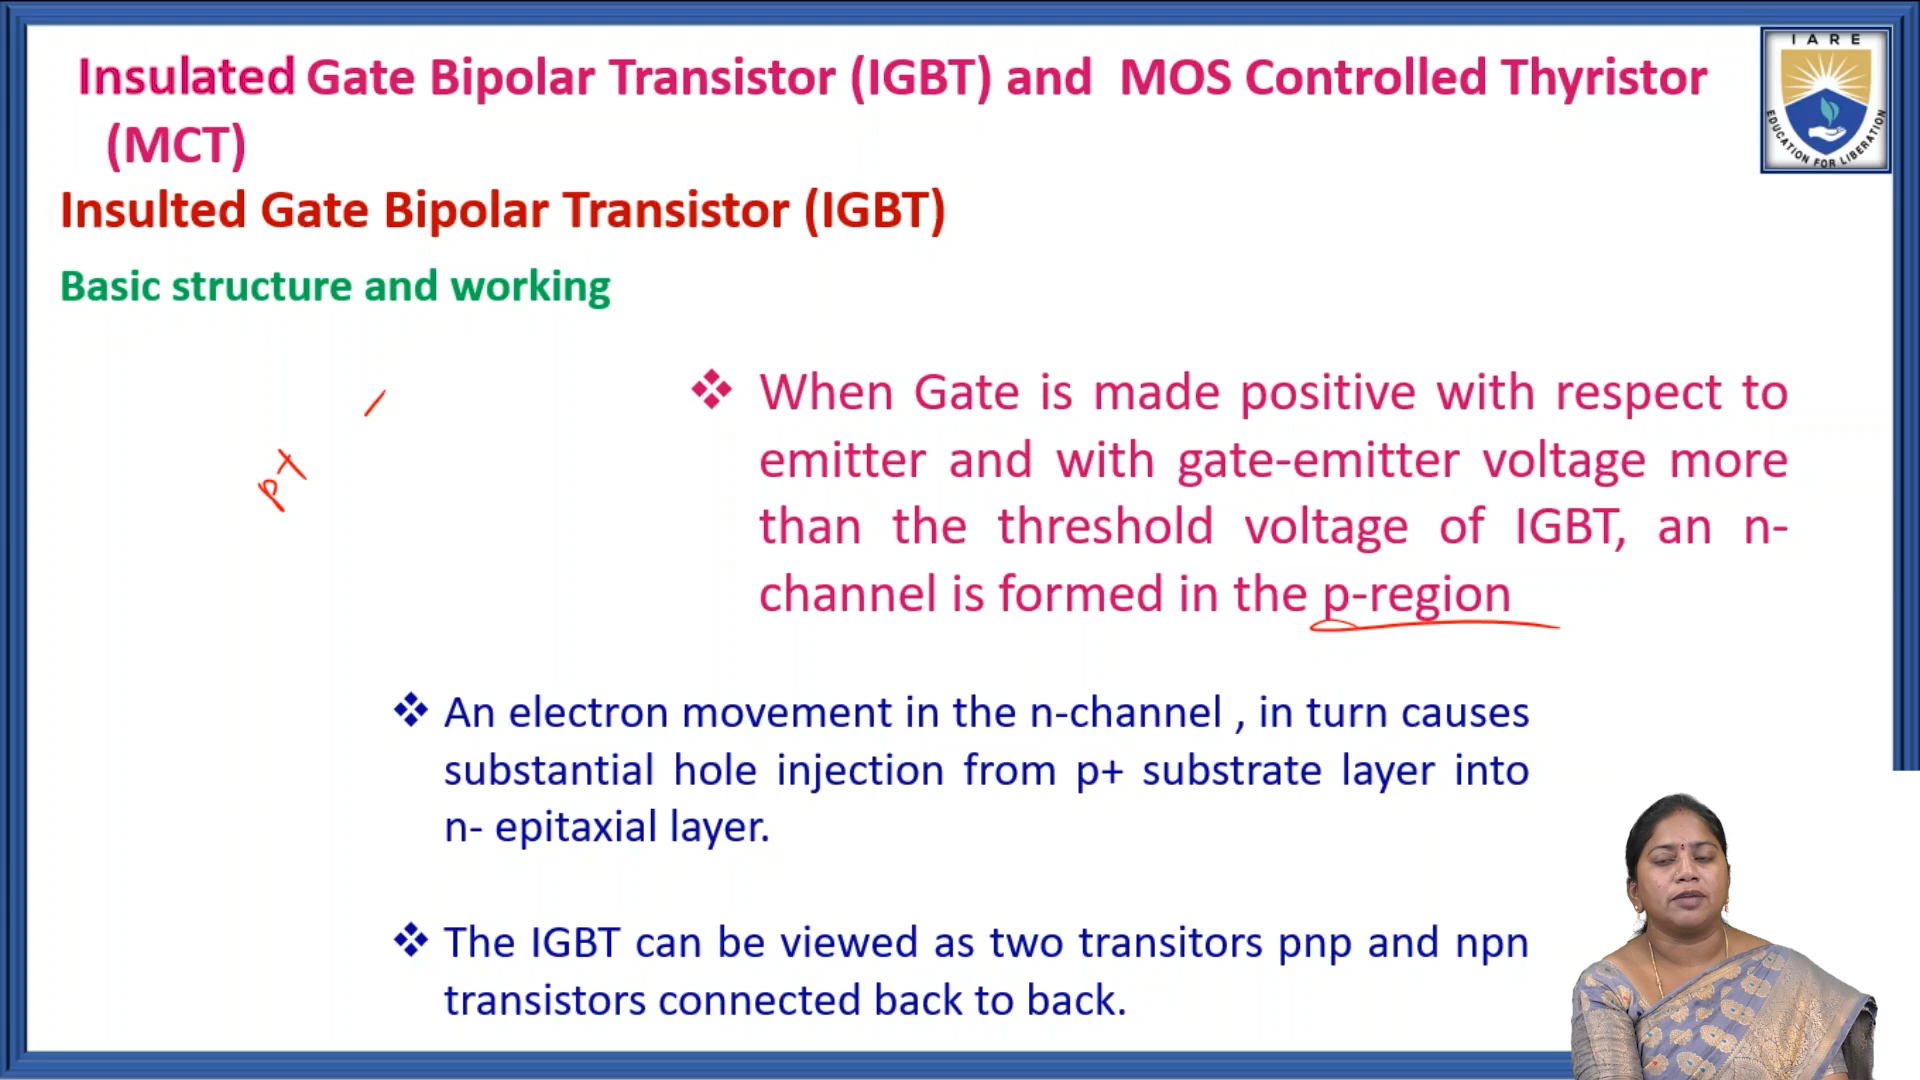 Insulated Gate Bipolar Transistor (IGBT) and MOS Controlled Thyristor
(MCT)
IARE
EDUCATION FOR LIBERATION
Insulted Gate Bipolar Transistor (IGBT)
Basic structure and working
❖ When Gate is made positive with respect to
emitter and with gate-emitter voltage more
than the threshold voltage of IGBT, an n-
channel is formed in the p-region
❖ An electron movement in the n-channel , in turn causes
substantial hole injection from p+ substrate layer into
n- epitaxial layer.
❖ The IGBT can be viewed as two transitors pnp and npn
transistors connected back to back.